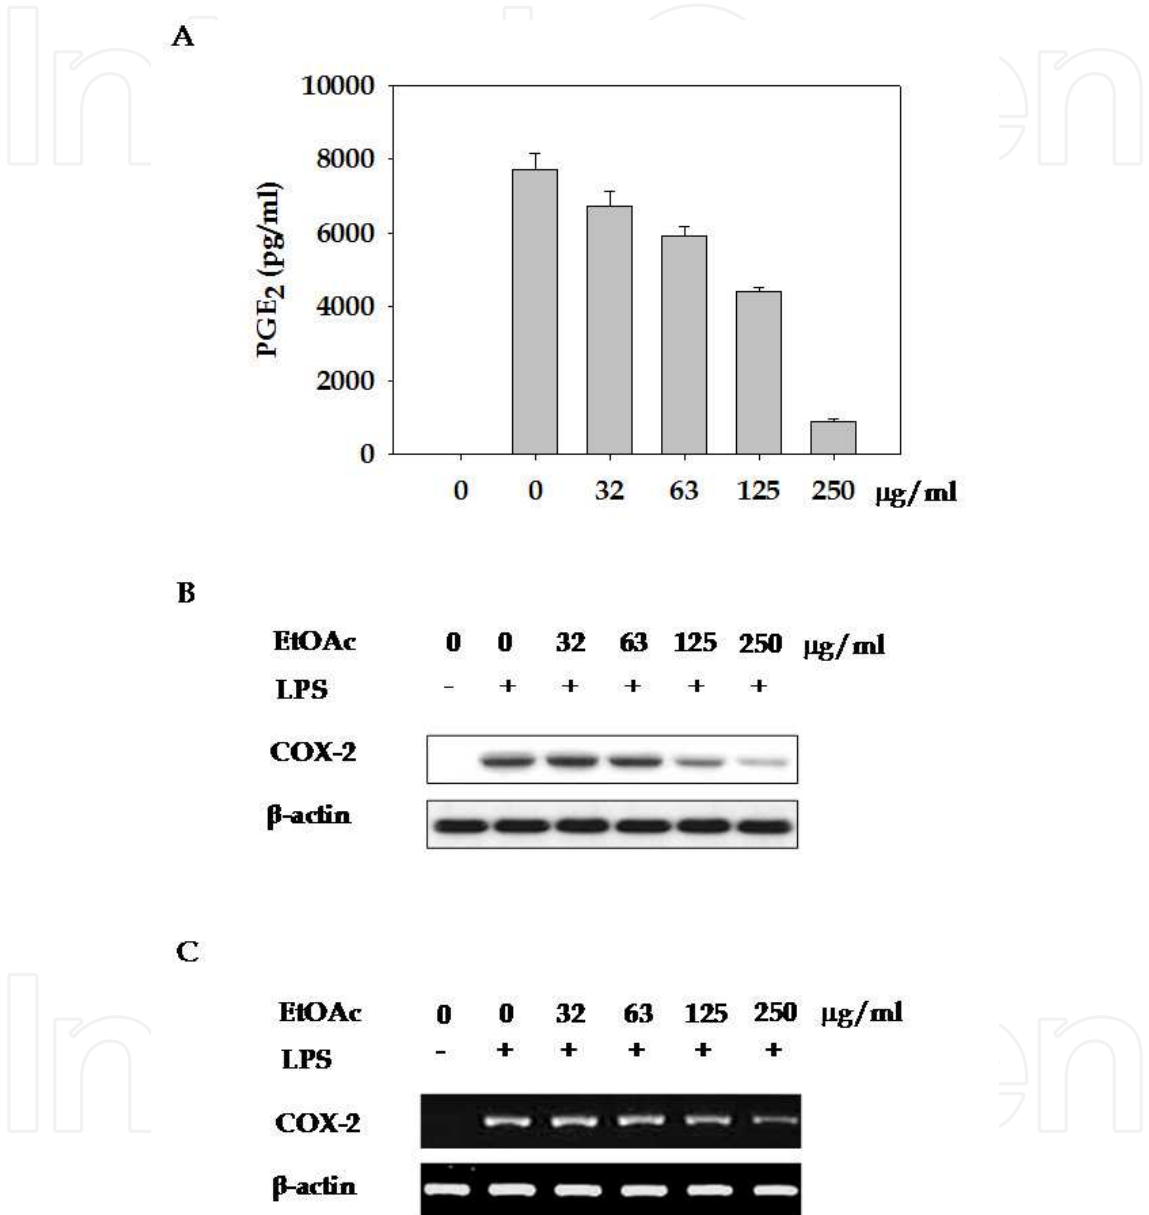 A
10000
8000
6000
4000
2000
0
PGE2 (pg/ml)
0 0 32 63 125 250 μg/ml
B
EtOAc 0 0 32 63 125 250 μg/ml
LPS - + + + + +
COX-2
β-actin
C
EtOAc 0 0 32 63 125 250 μg/ml
LPS - + + + + +
COX-2
β-actin